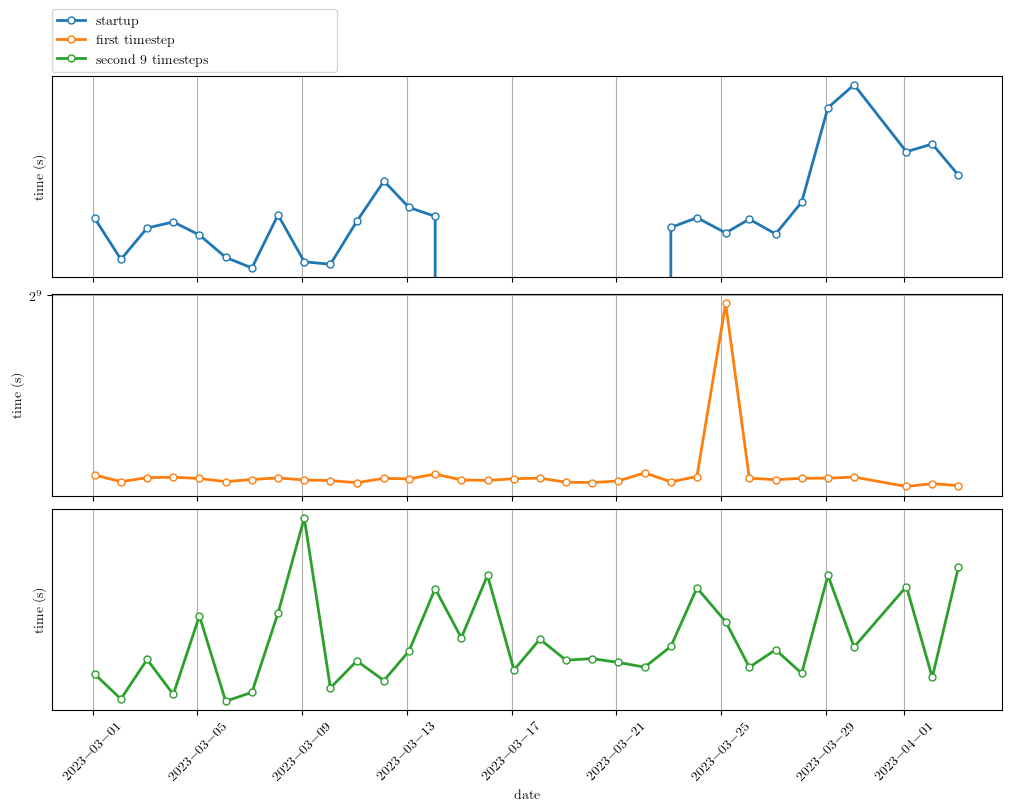 startup
first timestep
second 9 timesteps
time (s)
2⁹
time (s)
time (s)
2023−03−01
2023−03−05
2023−03−09
2023−03−13
2023−03−17
2023−03−21
2023−03−25
2023−03−29
2023−04−01
date